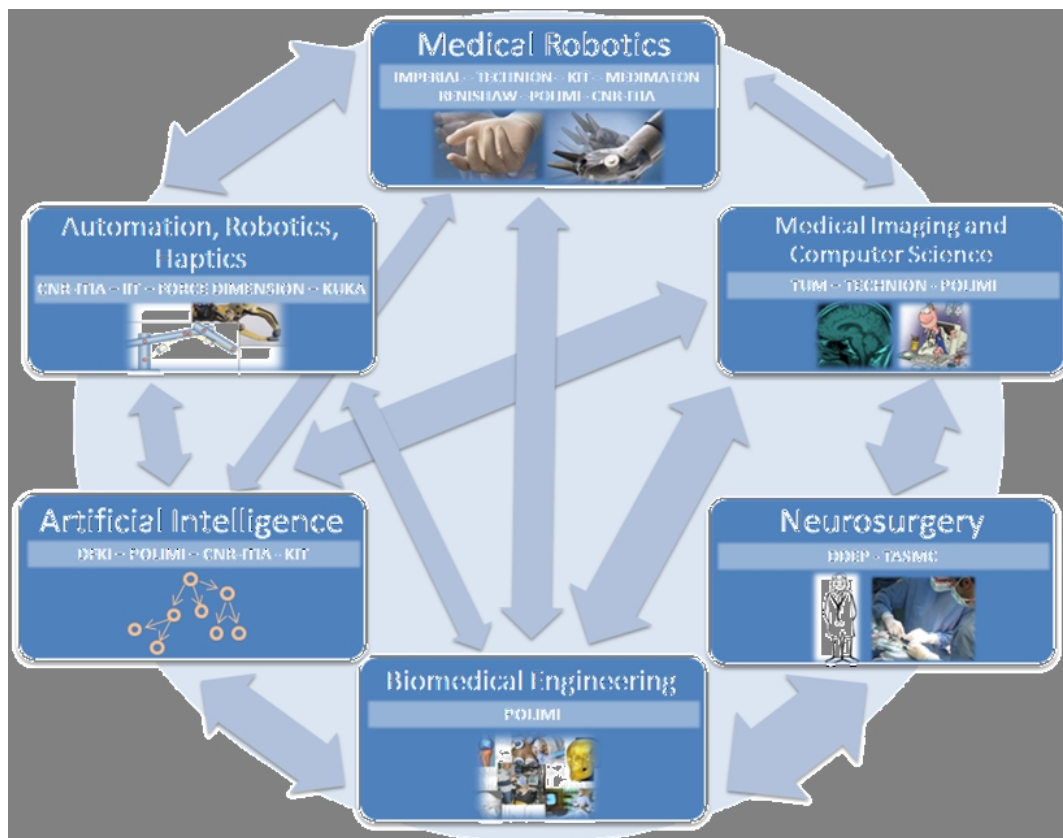 Medical Robotics
IMPERIAL – TECHNION – KIT – MEDIMATON
RENISHAW – POLIMI - CNR-ITIA
Automation, Robotics,
Haptics
CNR-ITIA – IIT – FORCE DIMENSION – KUKA
Medical Imaging and
Computer Science
TUM – TECHNION - POLIMI
Artificial Intelligence
– POLIMI – CNR-ITIA - KIT
Neurosurgery
- TASMC
Biomedical Engineering
POLIMI